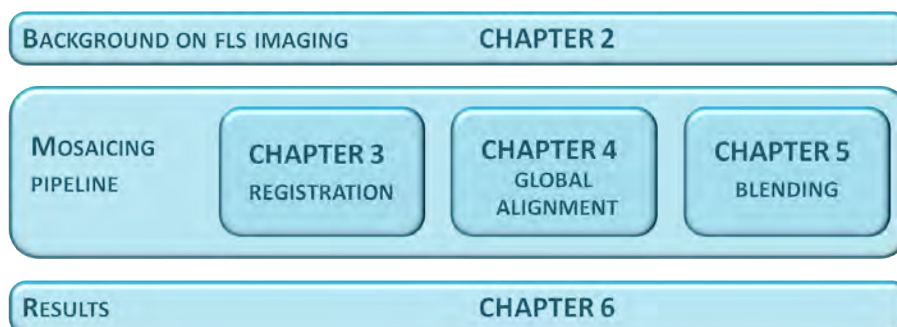 BACKGROUND ON FLS IMAGING CHAPTER 2
MOSAICING
PIPELINE
CHAPTER 3
REGISTRATION
CHAPTER 4
GLOBAL
ALIGNMENT
CHAPTER 5
BLENDING
RESULTS CHAPTER 6